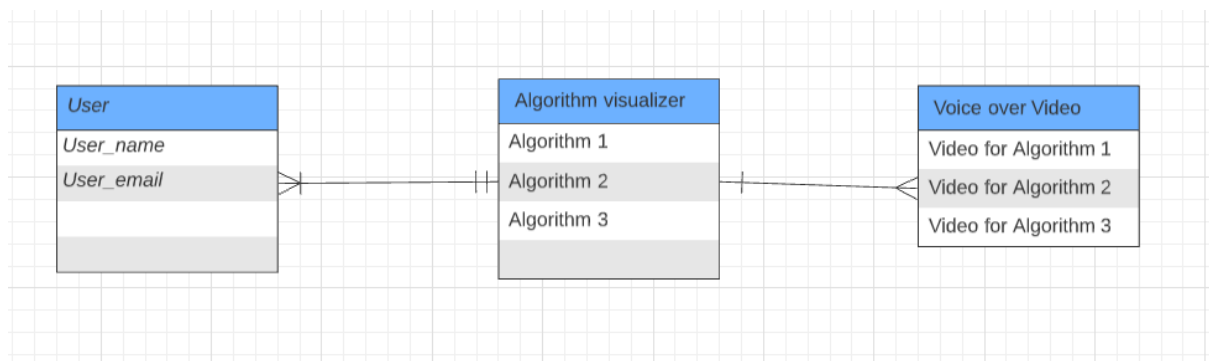 User
User_name
User_email
Algorithm visualizer
Algorithm 1
Algorithm 2
Algorithm 3
Voice over Video
Video for Algorithm 1
Video for Algorithm 2
Video for Algorithm 3